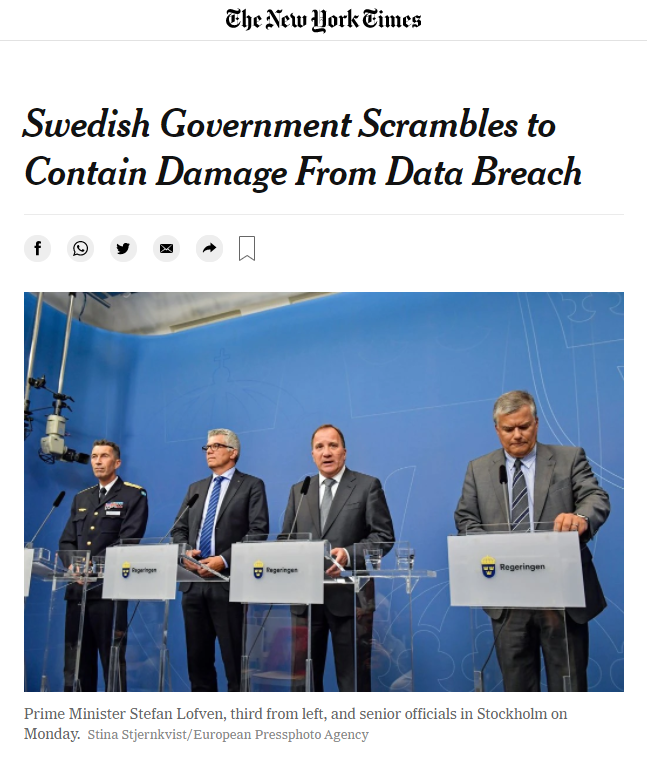 The New York Times
Swedish Government Scrambles to
Contain Damage From Data Breach
Regeringen
Regeringen
Regeringen
Prime Minister Stefan Lofven, third from left, and senior officials in Stockholm on
Monday. Stina Stjernkvist/European Pressphoto Agency